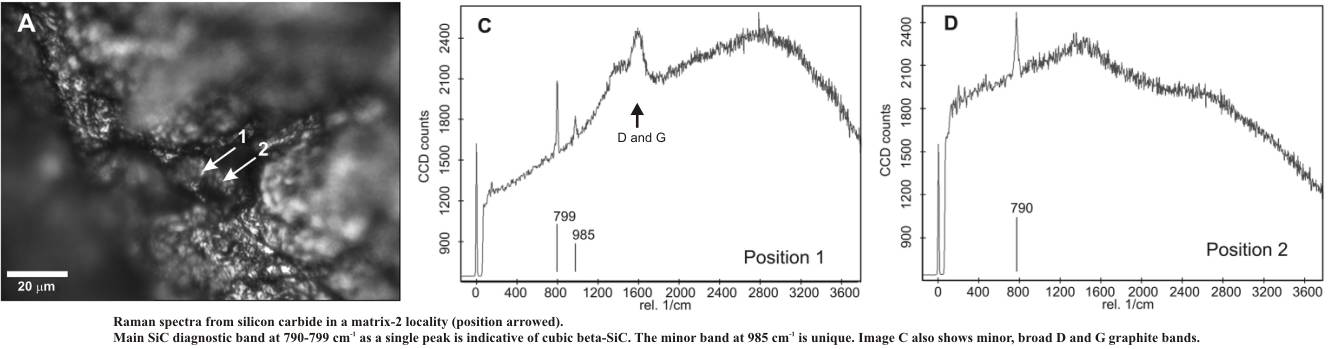 A
1
2
20 μm
C
CCD counts
2400
2100
1800
1500
1200
900
D and G
799
985
Position 1
0 400 800 1200 1600 2000 2400 2800 3200 3600
rel. 1/cm
D
CCD counts
2400
2100
1800
1500
1200
900
790
Position 2
0 400 800 1200 1600 2000 2400 2800 3200 3600
rel. 1/cm
Raman spectra from silicon carbide in a matrix-2 locality (position arrowed).
Main SiC diagnostic band at 790-799 cm⁻¹ as a single peak is indicative of cubic beta-SiC. The minor band at 985 cm⁻¹ is unique. Image C also shows minor, broad D and G graphite bands.